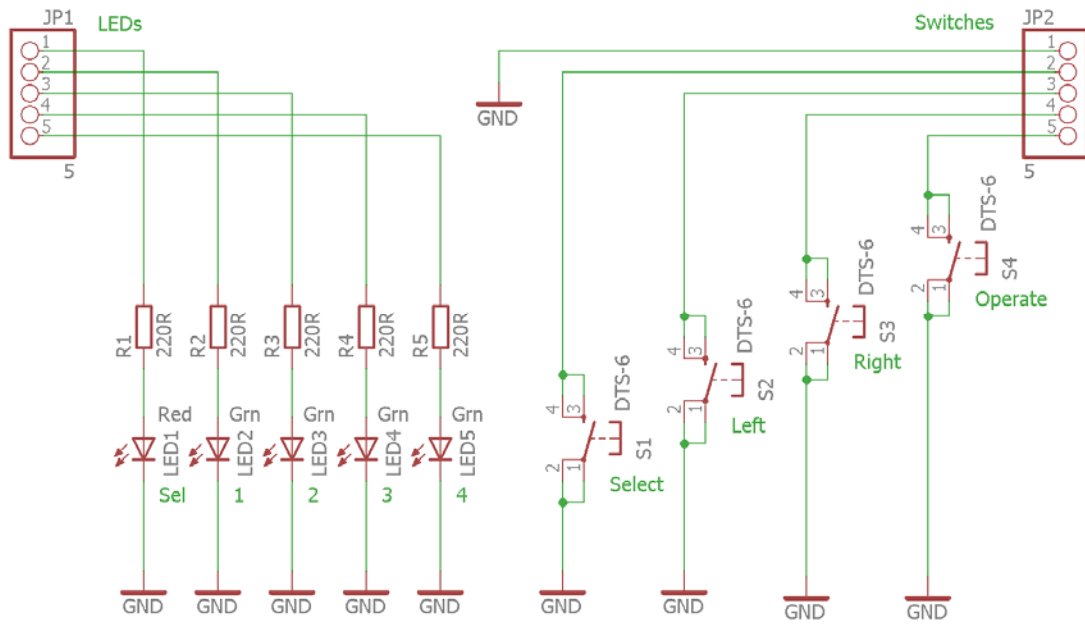 JP1
LEDs
1
2
3
4
5
5
Switches
JP2
1
2
3
4
5
5
GND
R1
220R
R2
220R
R3
220R
R4
220R
R5
220R
Red
Grn
Grn
Grn
Grn
LED1
LED2
LED3
LED4
LED5
Sel
1
2
3
4
GND
GND
GND
GND
GND
4
3
DTS-6
2
1
S1
Select
GND
4
3
DTS-6
2
1
S2
Left
GND
4
3
DTS-6
2
1
S3
Right
GND
4
3
DTS-6
2
1
S4
Operate
GND